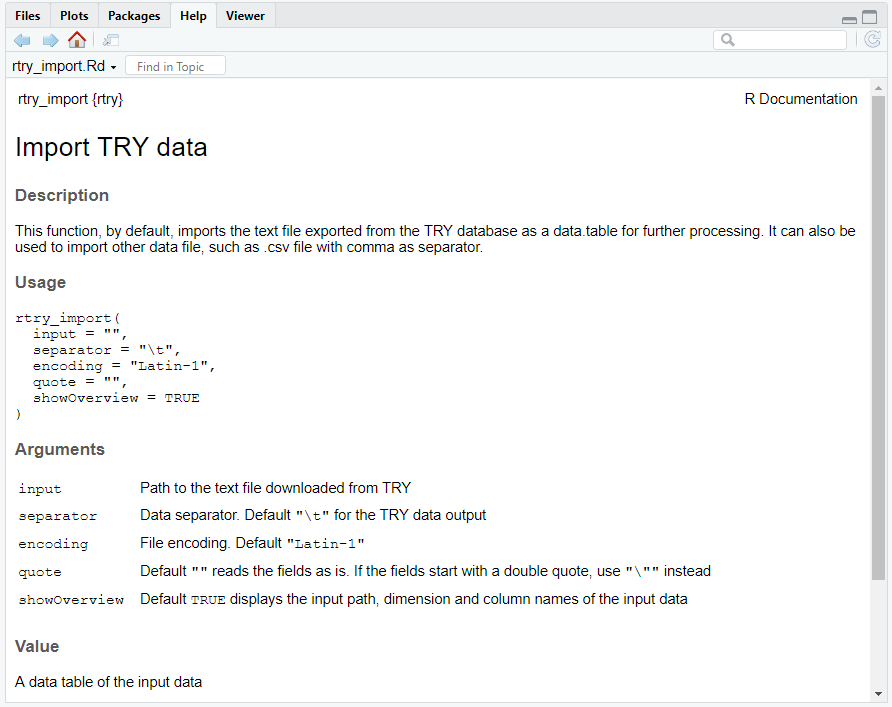 Files Plots Packages Help Viewer
rtry_import.Rd Find in Topic
rtry_import {rtry} R Documentation
Import TRY data
Description
This function, by default, imports the text file exported from the TRY database as a data.table for further processing. It can also be
used to import other data file, such as .csv file with comma as separator.
Usage
rtry_import(
  input = "",
  separator = "\t",
  encoding = "Latin-1",
  quote = "",
  showOverview = TRUE
)
Arguments
input Path to the text file downloaded from TRY
separator Data separator. Default "\t" for the TRY data output
encoding File encoding. Default "Latin-1"
quote Default "" reads the fields as is. If the fields start with a double quote, use "\"" instead
showOverview Default TRUE displays the input path, dimension and column names of the input data
Value
A data table of the input data